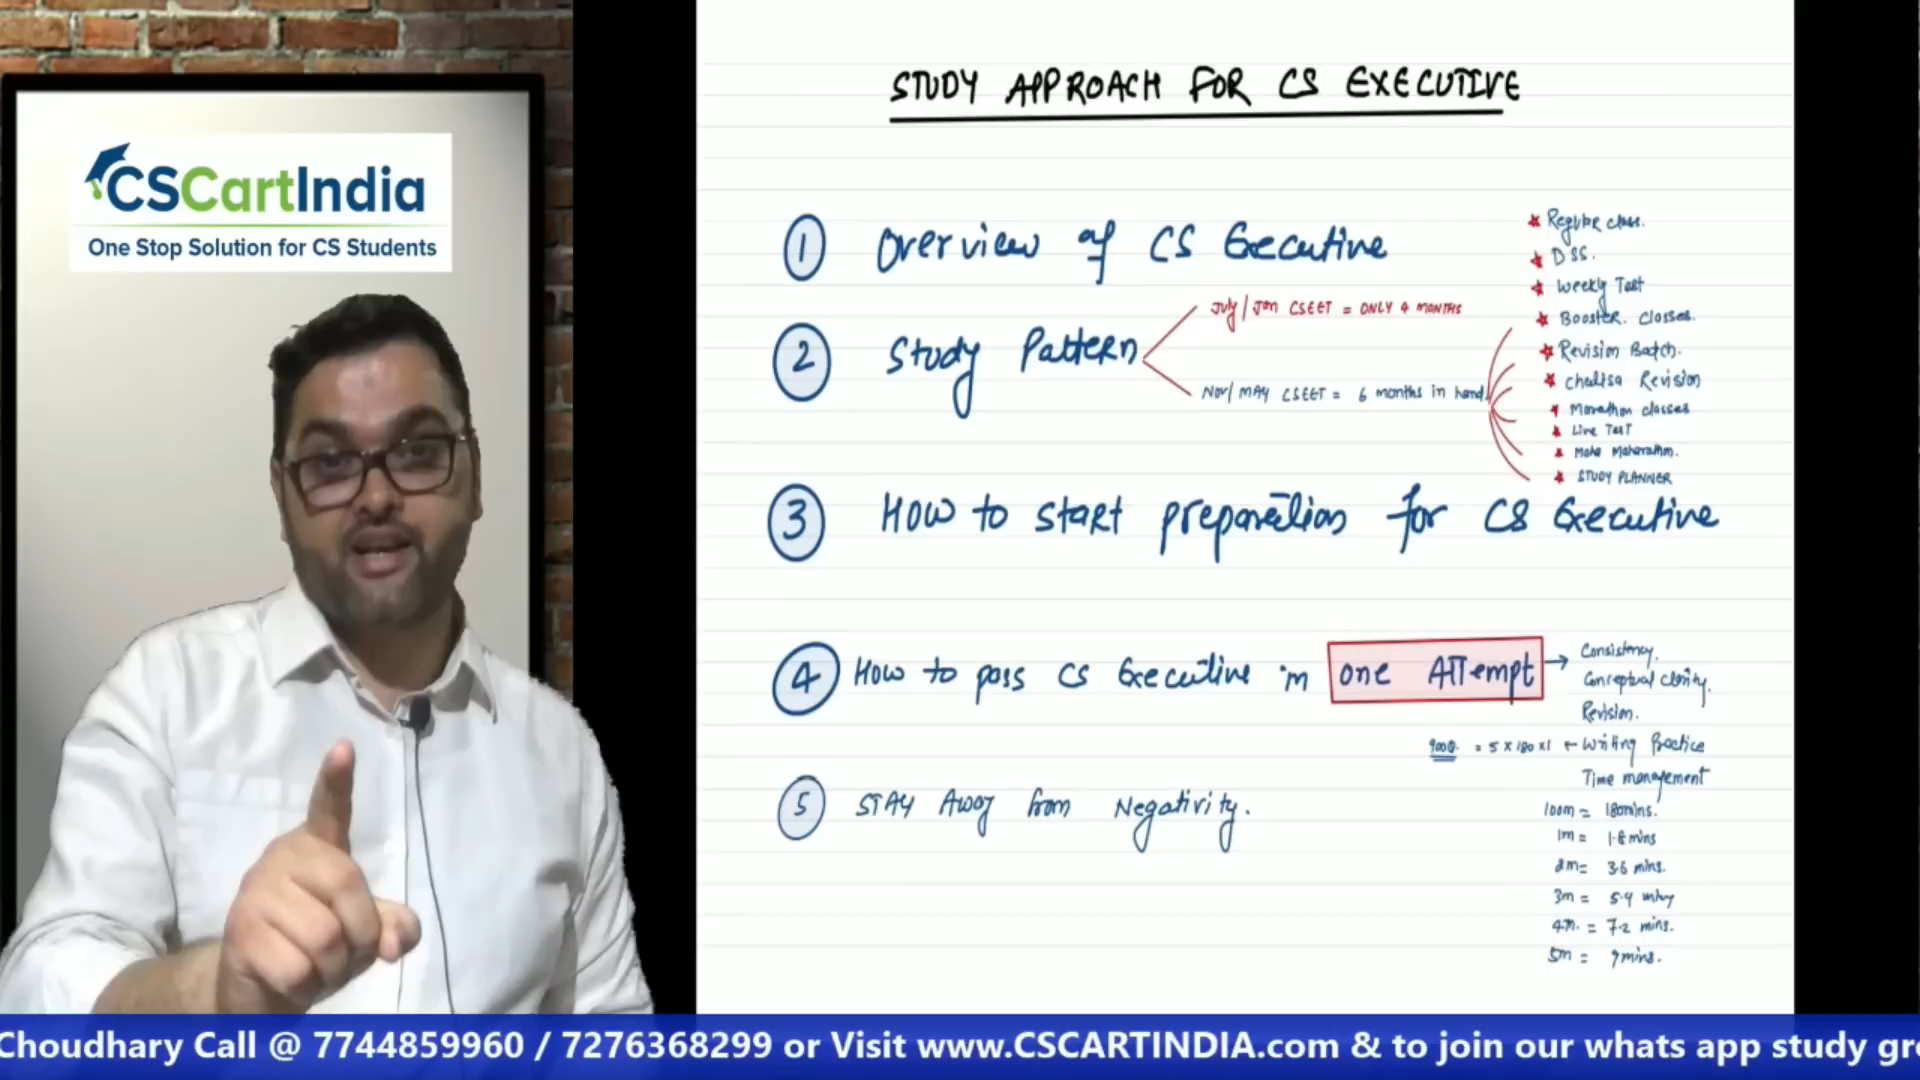 CSCartIndia
One Stop Solution for CS Students
STUDY APPROACH FOR CS EXECUTIVE
1 Overview of CS Executive
2 Study Pattern
July/Jan CSEET = ONLY 4 MONTHS
Nov/MAY CSEET = 6 months in hand
Regular class.
DSS.
Weekly Test
Booster. Classes.
Revision Batch.
Chalisa Revision
Marathon classes
Live TEST
Maha
STUDY PLANNER
3 How to start preparation for CS Executive
4 How to pass CS Executive in one ATTempt
Consistency.
Conceptual clarity.
Revision.
900Q. = 5 x 180 x 1 ← Writing Practice
Time management
100m = 180mins.
1m = 1.8 mins
2m = 3.6 mins.
3m = 5.4
4m. = 7.2 mins.
5m = 9mins.
5 STAY Away from Negativity.
Choudhary Call @ 7744859960 / 7276368299 or Visit www.CSCARTINDIA.com & to join our whats app study gr